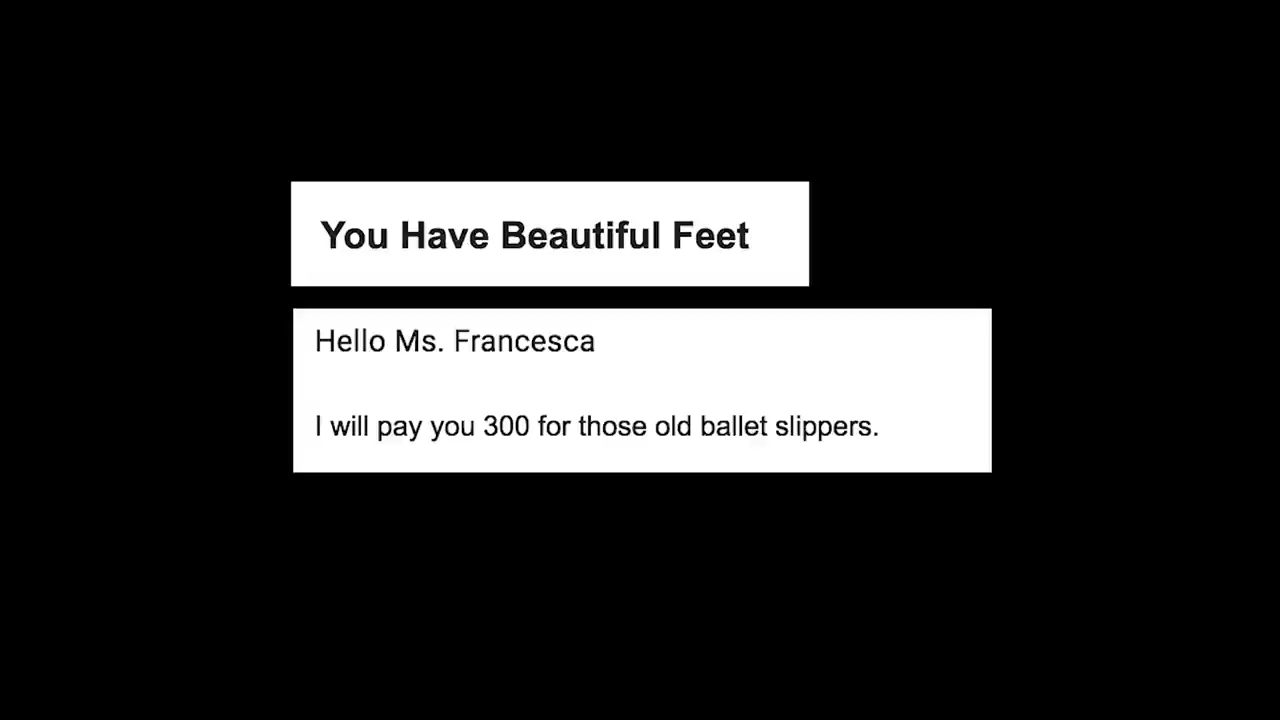 You Have Beautiful Feet
Hello Ms. Francesca
I will pay you 300 for those old ballet slippers.